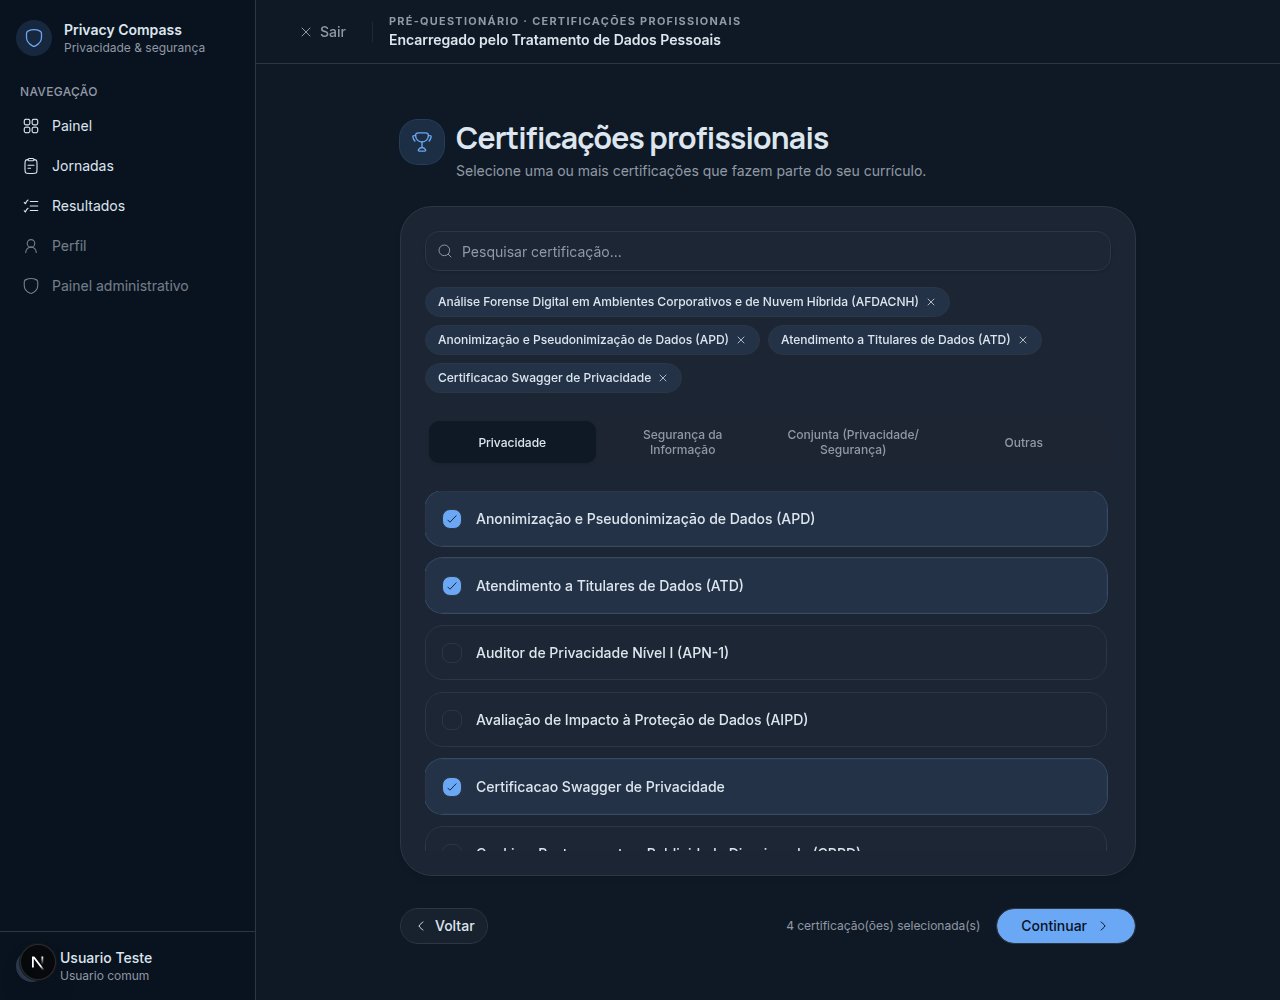 Privacy Compass
Privacidade & segurança
NAVEGAÇÃO
Painel
Jornadas
Resultados
Perfil
Painel administrativo
Usuario Teste
Usuario comum
N
Sair
PRÉ-QUESTIONÁRIO · CERTIFICAÇÕES PROFISSIONAIS
Encarregado pelo Tratamento de Dados Pessoais
Certificações profissionais
Selecione uma ou mais certificações que fazem parte do seu currículo.
Pesquisar certificação...
Análise Forense Digital em Ambientes Corporativos e de Nuvem Híbrida (AFDACNH)
Anonimização e Pseudonimização de Dados (APD)
Atendimento a Titulares de Dados (ATD)
Certificacao Swagger de Privacidade
Privacidade
Segurança da
Informação
Conjunta (Privacidade/
Segurança)
Outras
Anonimização e Pseudonimização de Dados (APD)
Atendimento a Titulares de Dados (ATD)
Auditor de Privacidade Nível I (APN-1)
Avaliação de Impacto à Proteção de Dados (AIPD)
Certificacao Swagger de Privacidade
Voltar
4 certificação(ões) selecionada(s)
Continuar